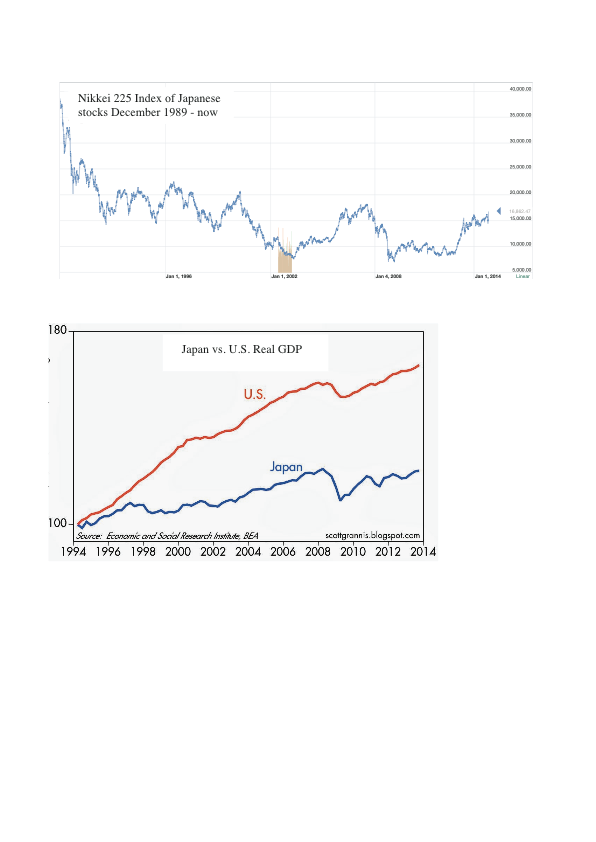 Nikkei 225 Index of Japanese
stocks December 1989 - now
40,000.00
35,000.00
30,000.00
25,000.00
20,000.00
15,000.00
10,000.00
5,000.00
Jan 1, 1996
Jan 1, 2002
Jan 4, 2008
Jan 1, 2014
Linear
180
Japan vs. U.S. Real GDP
U.S.
Japan
100
Source: Economic and Social Research Institute, BEA
scottgrannis.blogspot.com
1994 1996 1998 2000 2002 2004 2006 2008 2010 2012 2014